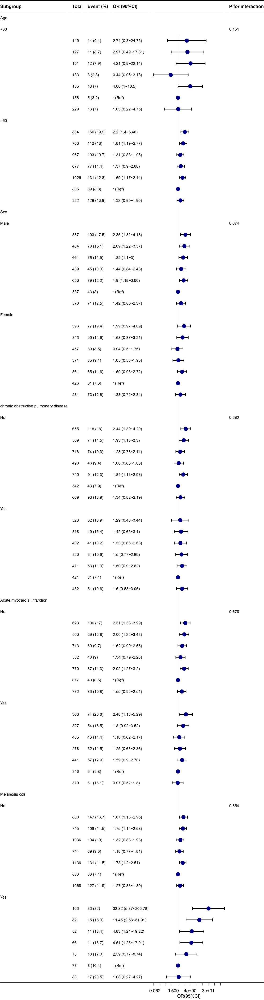 Subgroup Total Event (%) OR (95%CI) P for interaction
Age
<60 0.151
149 14 (9.4) 2.74 (0.3~24.75)
127 11 (8.7) 2.97 (0.49~17.81)
151 12 (7.9) 4.21 (0.8~22.14)
133 3 (2.3) 0.44 (0.06~3.18)
185 13 (7) 4.06 (1~16.5)
158 5 (3.2) 1(Ref)
229 16 (7) 1.03 (0.22~4.75)
>60
834 166 (19.9) 2.2 (1.4~3.46)
700 112 (16) 1.81 (1.19~2.77)
967 103 (10.7) 1.31 (0.88~1.95)
677 77 (11.4) 1.37 (0.9~2.08)
1026 131 (12.8) 1.69 (1.17~2.44)
805 69 (8.6) 1(Ref)
922 128 (13.9) 1.32 (0.89~1.95)
Sex
Male 0.674
587 103 (17.5) 2.35 (1.32~4.18)
484 73 (15.1) 2.09 (1.22~3.57)
661 76 (11.5) 1.82 (1.1~3)
439 45 (10.3) 1.44 (0.84~2.48)
650 79 (12.2) 1.9 (1.18~3.06)
537 43 (8) 1(Ref)
570 71 (12.5) 1.42 (0.85~2.37)
Female
396 77 (19.4) 1.99 (0.97~4.09)
343 50 (14.6) 1.68 (0.87~3.21)
457 39 (8.5) 0.94 (0.5~1.75)
371 35 (9.4) 1.05 (0.56~1.95)
561 65 (11.6) 1.59 (0.93~2.72)
426 31 (7.3) 1(Ref)
581 73 (12.6) 1.33 (0.75~2.34)
chronic obstructive pulmonary disease
No 0.382
655 118 (18) 2.44 (1.39~4.29)
509 74 (14.5) 1.93 (1.13~3.3)
716 74 (10.3) 1.28 (0.78~2.11)
490 46 (9.4) 1.08 (0.63~1.86)
740 91 (12.3) 1.84 (1.16~2.93)
542 43 (7.9) 1(Ref)
669 93 (13.9) 1.34 (0.82~2.19)
Yes
328 62 (18.9) 1.29 (0.48~3.44)
318 49 (15.4) 1.42 (0.65~3.1)
402 41 (10.2) 1.33 (0.66~2.68)
320 34 (10.6) 1.5 (0.77~2.89)
471 53 (11.3) 1.59 (0.9~2.82)
421 31 (7.4) 1(Ref)
482 51 (10.6) 1.6 (0.83~3.06)
Acute myocardial infarction
No 0.678
623 106 (17) 2.31 (1.33~3.99)
500 69 (13.8) 2.06 (1.22~3.48)
713 69 (9.7) 1.62 (0.99~2.66)
532 48 (9) 1.34 (0.79~2.28)
770 87 (11.3) 2.02 (1.27~3.2)
617 40 (6.5) 1(Ref)
772 83 (10.8) 1.55 (0.95~2.51)
Yes
360 74 (20.6) 2.48 (1.16~5.29)
327 54 (16.5) 1.8 (0.92~3.52)
405 46 (11.4) 1.16 (0.62~2.17)
278 32 (11.5) 1.25 (0.66~2.38)
441 57 (12.9) 1.59 (0.9~2.78)
346 34 (9.8) 1(Ref)
379 61 (16.1) 0.97 (0.52~1.8)
Melanosis coli
No 0.854
880 147 (16.7) 1.87 (1.18~2.95)
745 108 (14.5) 1.75 (1.14~2.68)
1036 104 (10) 1.32 (0.88~1.98)
744 69 (9.3) 1.18 (0.77~1.81)
1136 131 (11.5) 1.73 (1.2~2.51)
886 66 (7.4) 1(Ref)
1068 127 (11.9) 1.27 (0.86~1.89)
Yes
103 33 (32) 32.82 (5.37~200.78)
82 15 (18.3) 11.45 (2.53~51.91)
82 11 (13.4) 4.83 (1.21~19.22)
66 11 (16.7) 4.61 (1.25~17.01)
75 13 (17.3) 2.59 (0.77~8.74)
77 8 (10.4) 1(Ref)
83 17 (20.5) 1.08 (0.27~4.27)
0.062 0.500 4e+00 3e+01
OR(95%CI)